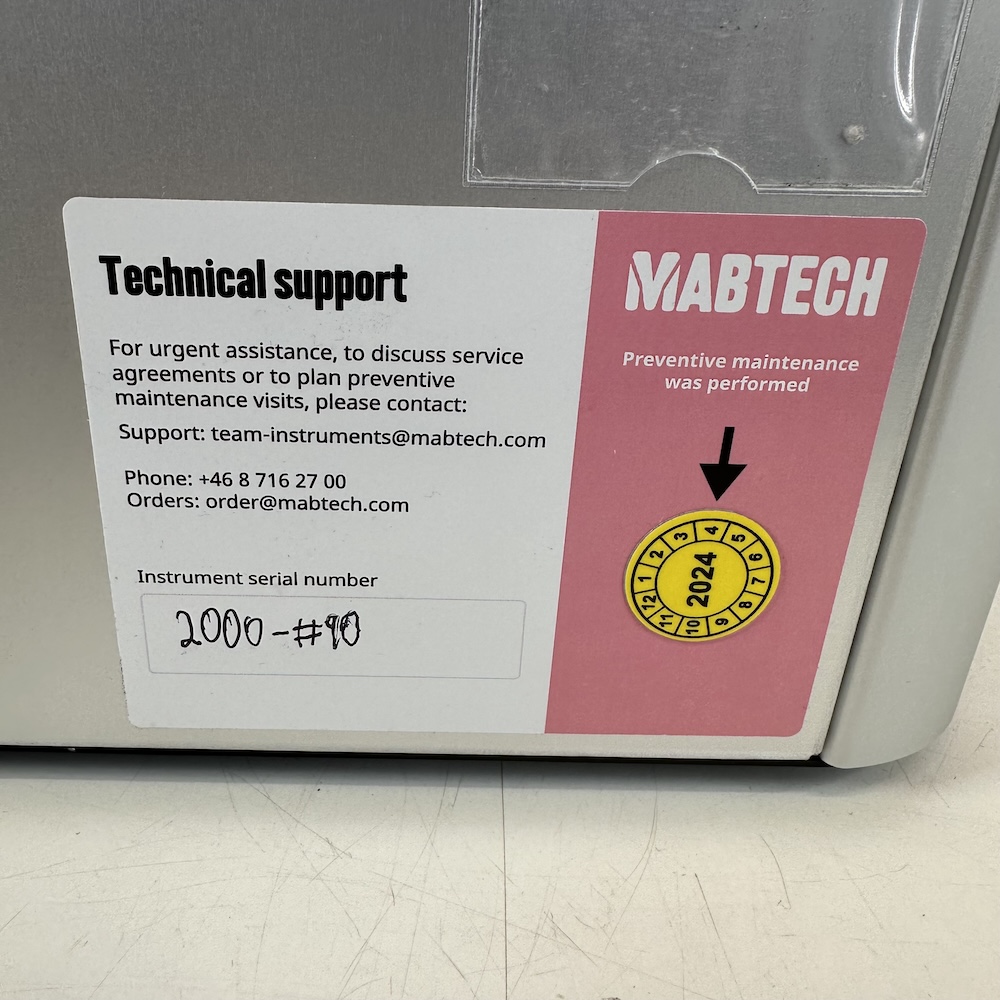 Technical support
For urgent assistance, to discuss service
agreements or to plan preventive
maintenance visits, please contact:
Support: team-instruments@mabtech.com
Phone: +46 8 716 27 00
Orders: order@mabtech.com
Instrument serial number
2000-#90
MABTECH
Preventive maintenance
was performed
1 2 3 4 5 6 7 8 9 10 11 12
2024